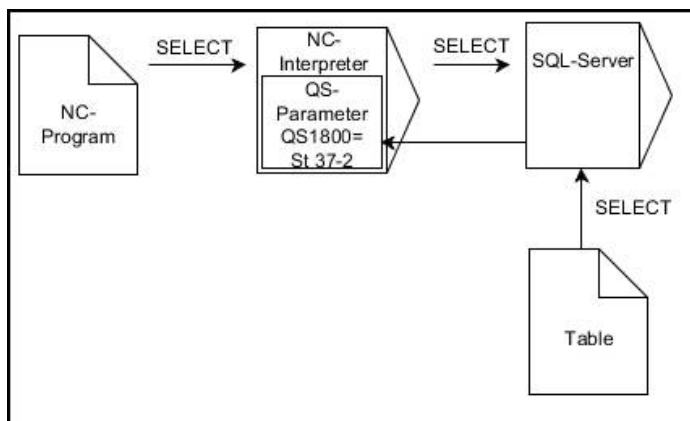 NC-
Program
SELECT
NC-
Interpreter
QS-
Parameter
QS1800=
St 37-2
SELECT
SQL-Server
SELECT
Table